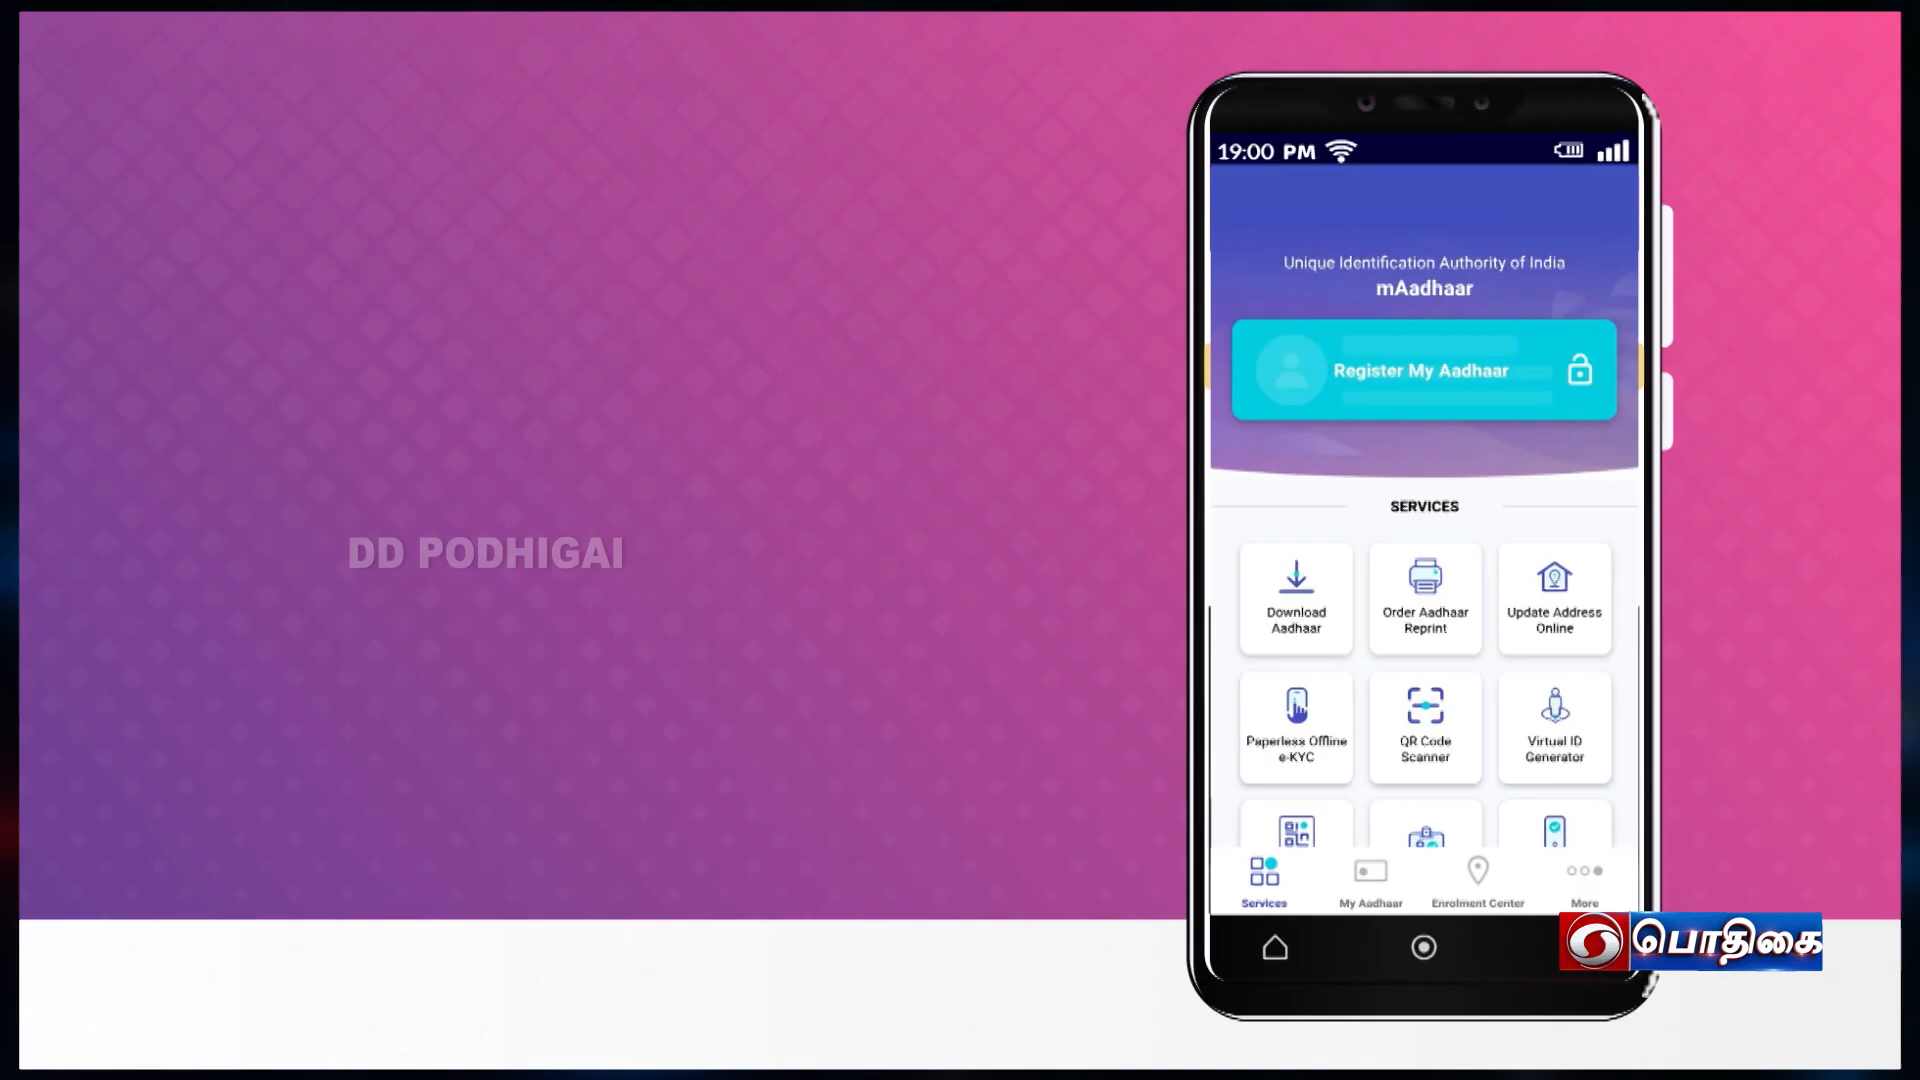 DD PODHIGAI
19:00 PM
Unique Identification Authority of India
mAadhaar
Register My Aadhaar
SERVICES
Download
Aadhaar
Order Aadhaar
Reprint
Update Address
Online
Paperless Offline
e-KYC
QR Code
Scanner
Virtual ID
Generator
Services
My Aadhaar
Enrolment Center
More
பொதிகை